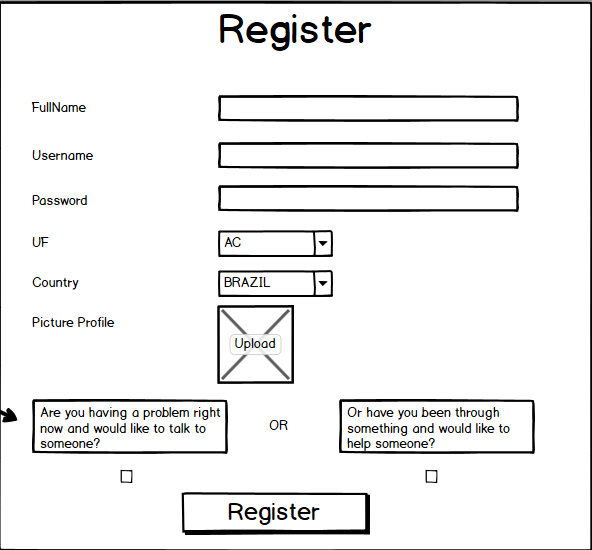 Register
FullName
Username
Password
UF
AC
Country
BRAZIL
Picture Profile
Upload
Are you having a problem right
now and would like to talk to
someone?
OR
Or have you been through
something and would like to
help someone?
Register